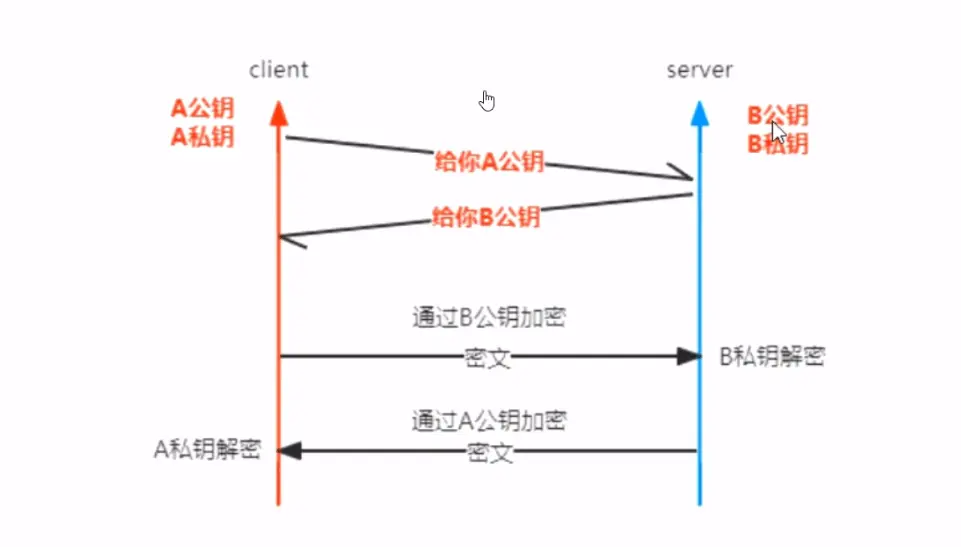 client
server
A公钥
A私钥
B公钥
B私钥
给你A公钥
给你B公钥
通过B公钥加密
密文
B私钥解密
通过A公钥加密
A私钥解密
密文